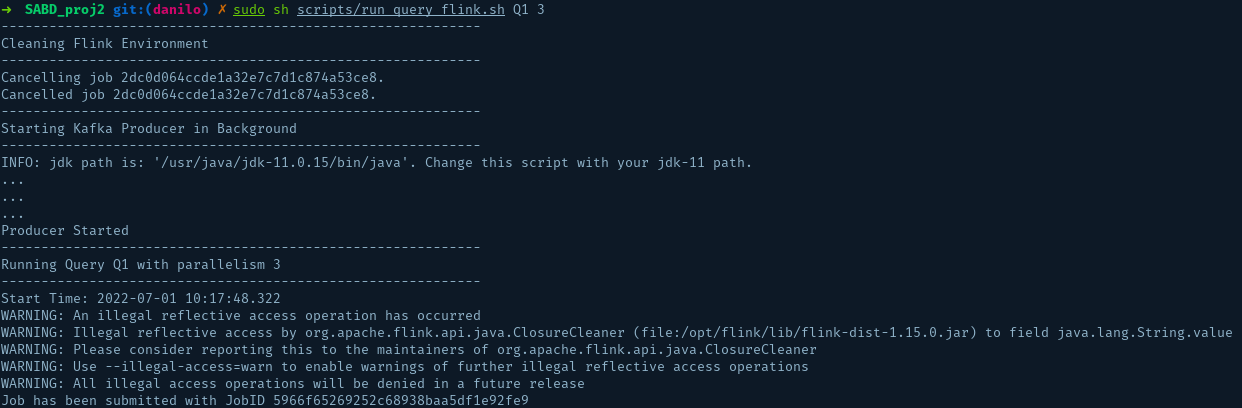 → SABD_proj2 git:(danilo) ✗ sudo sh scripts/run_query_flink.sh Q1 3
------------------------------------------------------------
Cleaning Flink Environment
------------------------------------------------------------
Cancelling job 2dc0d064ccde1a32e7c7d1c874a53ce8.
Cancelled job 2dc0d064ccde1a32e7c7d1c874a53ce8.
------------------------------------------------------------
Starting Kafka Producer in Background
------------------------------------------------------------
INFO: jdk path is: '/usr/java/jdk-11.0.15/bin/java'. Change this script with your jdk-11 path.
...
...
...
Producer Started
------------------------------------------------------------
Running Query Q1 with parallelism 3
------------------------------------------------------------
Start Time: 2022-07-01 10:17:48.322
WARNING: An illegal reflective access operation has occurred
WARNING: Illegal reflective access by org.apache.flink.api.java.ClosureCleaner (file:/opt/flink/lib/flink-dist-1.15.0.jar) to field java.lang.String.value
WARNING: Please consider reporting this to the maintainers of org.apache.flink.api.java.ClosureCleaner
WARNING: Use --illegal-access=warn to enable warnings of further illegal reflective access operations
WARNING: All illegal access operations will be denied in a future release
Job has been submitted with JobID 5966f65269252c68938baa5df1e92fe9